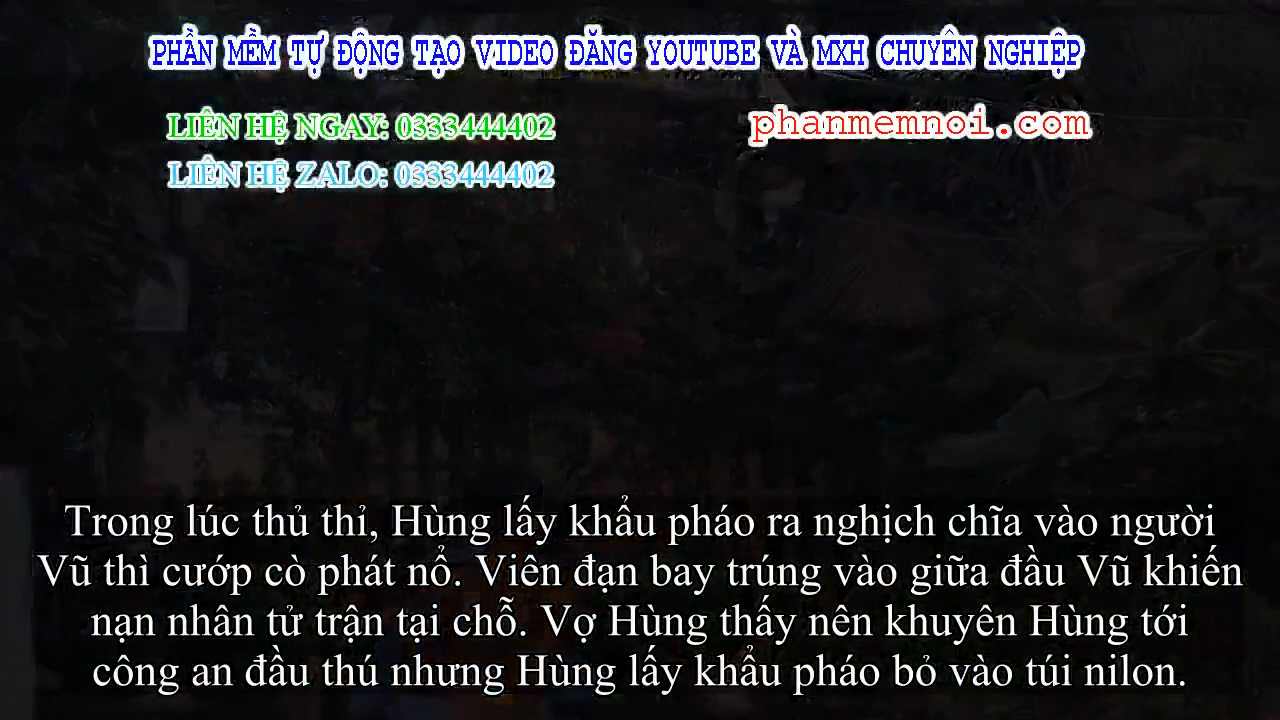 PHẦN MỀM TỰ ĐỘNG TẠO VIDEO ĐĂNG YOUTUBE VÀ MXH CHUYÊN NGHIỆP
LIÊN HỆ NGAY: 0333444402
phanmemnoi.com
LIÊN HỆ ZALO: 0333444402
Trong lúc thủ thỉ, Hùng lấy khẩu pháo ra nghịch chĩa vào người
Vũ thì cướp cò phát nổ. Viên đạn bay trúng vào giữa đầu Vũ khiến
nạn nhân tử trận tại chỗ. Vợ Hùng thấy nên khuyên Hùng tới
công an đầu thú nhưng Hùng lấy khẩu pháo bỏ vào túi nilon.